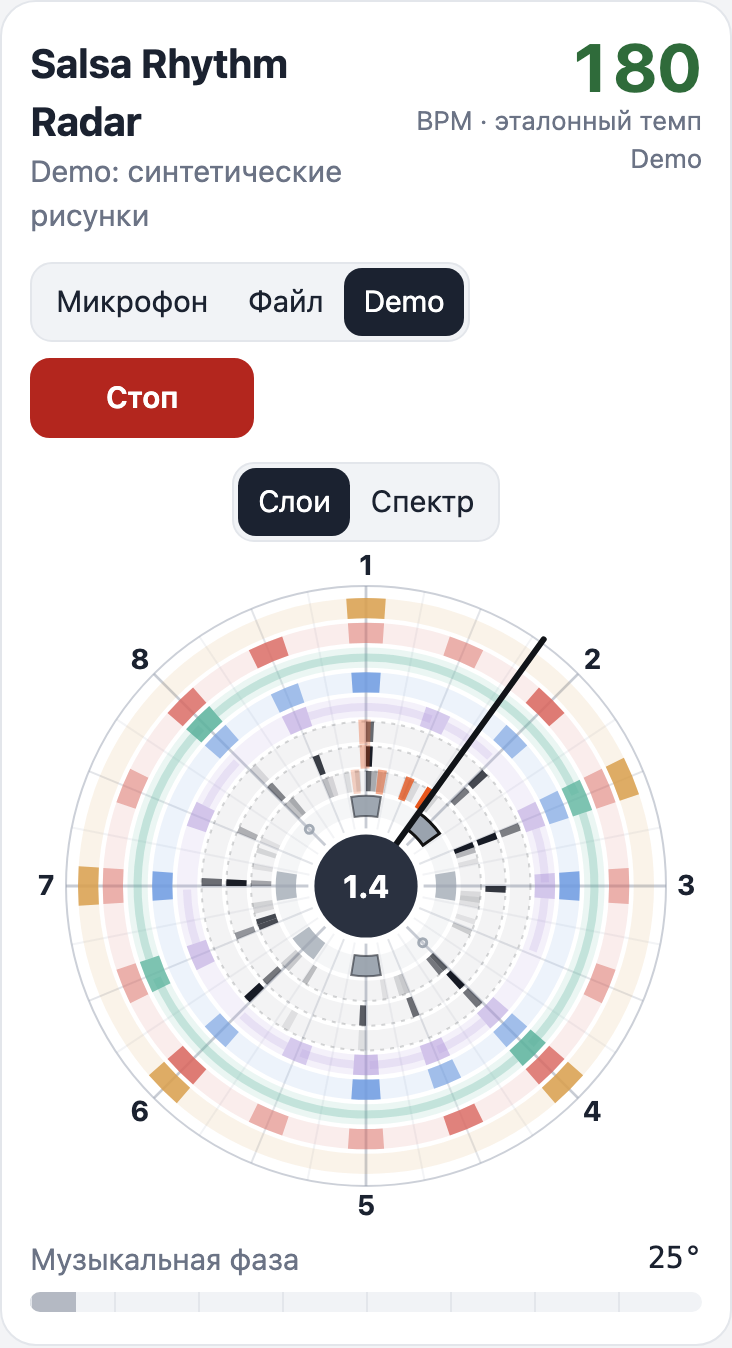 Salsa Rhythm
Radar
180
BPM · эталонный темп
Demo
Demo: синтетические
рисунки
Микрофон Файл Demo
Стоп
Слои Спектр
1
8 2
7 1.4 3
6 4
5
Музыкальная фаза 25°